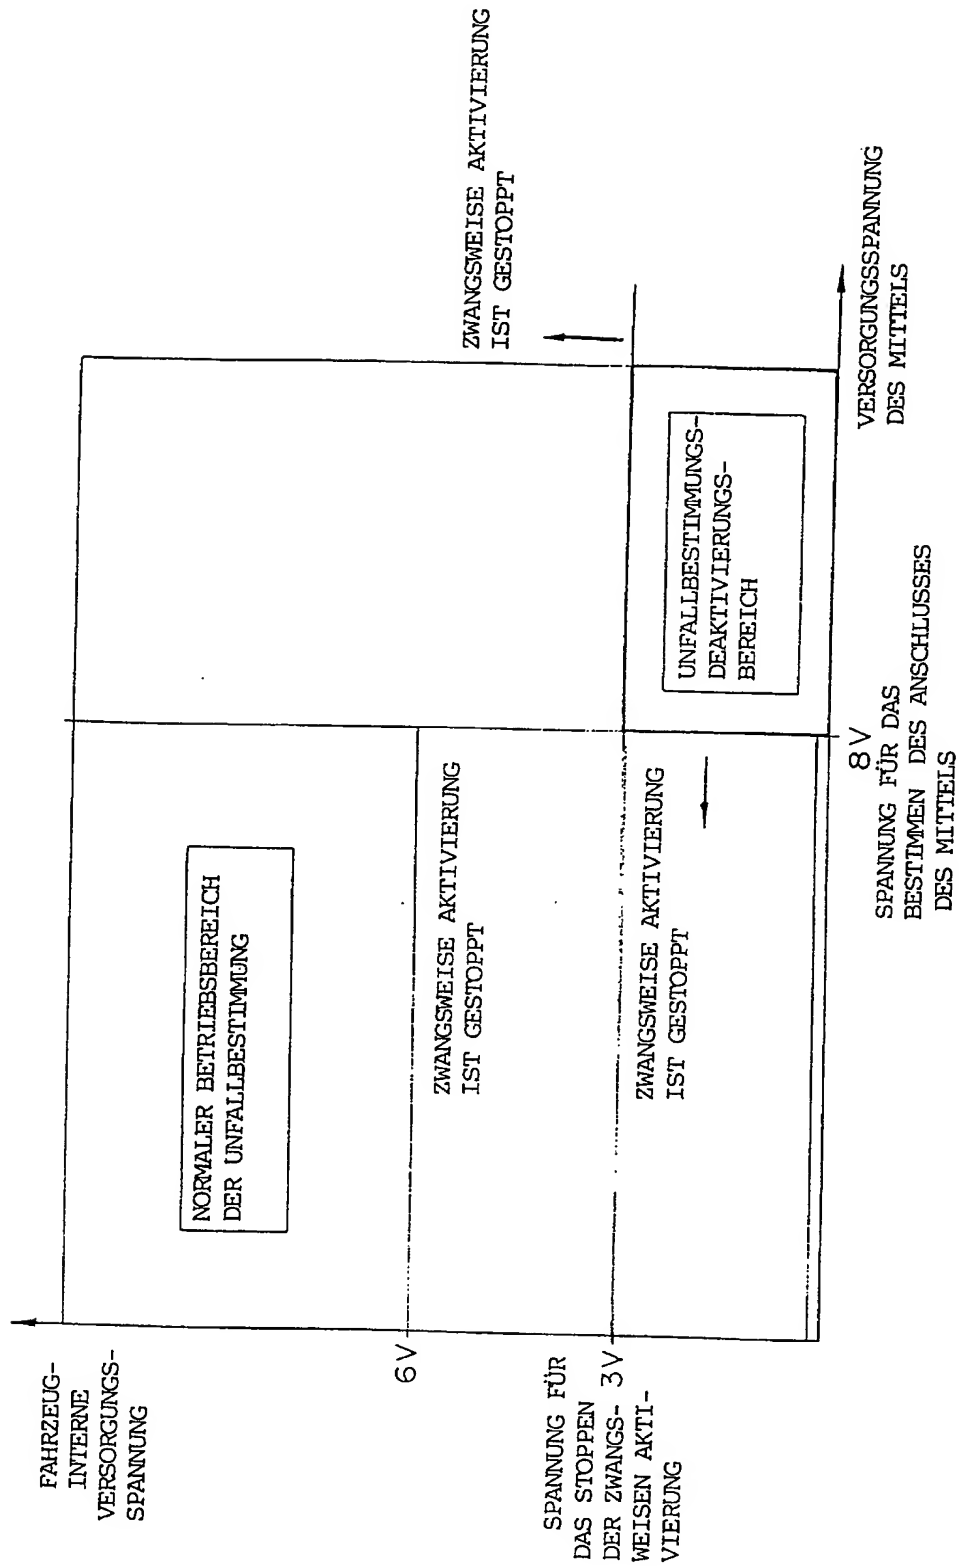 FAHRZEUG-
INTERNE
VERSORGUNGS-
SPANNUNG
NORMALER BETRIEBSBEREICH
DER UNFALLBESTIMMUNG
6V
ZWANGSWEISE AKTIVIERUNG
IST GESTOPPT
ZWANGSWEISE AKTIVIERUNG
IST GESTOPPT
SPANNUNG FÜR
DAS STOPPEN
DER ZWANGS- 3V
WEISEN AKTI-
VIERUNG
ZWANGSWEISE AKTIVIERUNG
IST GESTOPPT
UNFALLBESTIMMUNGS-
DEAKTIVIERUNGS-
BEREICH
8V
SPANNUNG FÜR DAS
BESTIMMEN DES ANSCHLUSSES
DES MITTELS
VERSORGUNGSSPANNUNG
DES MITTELS